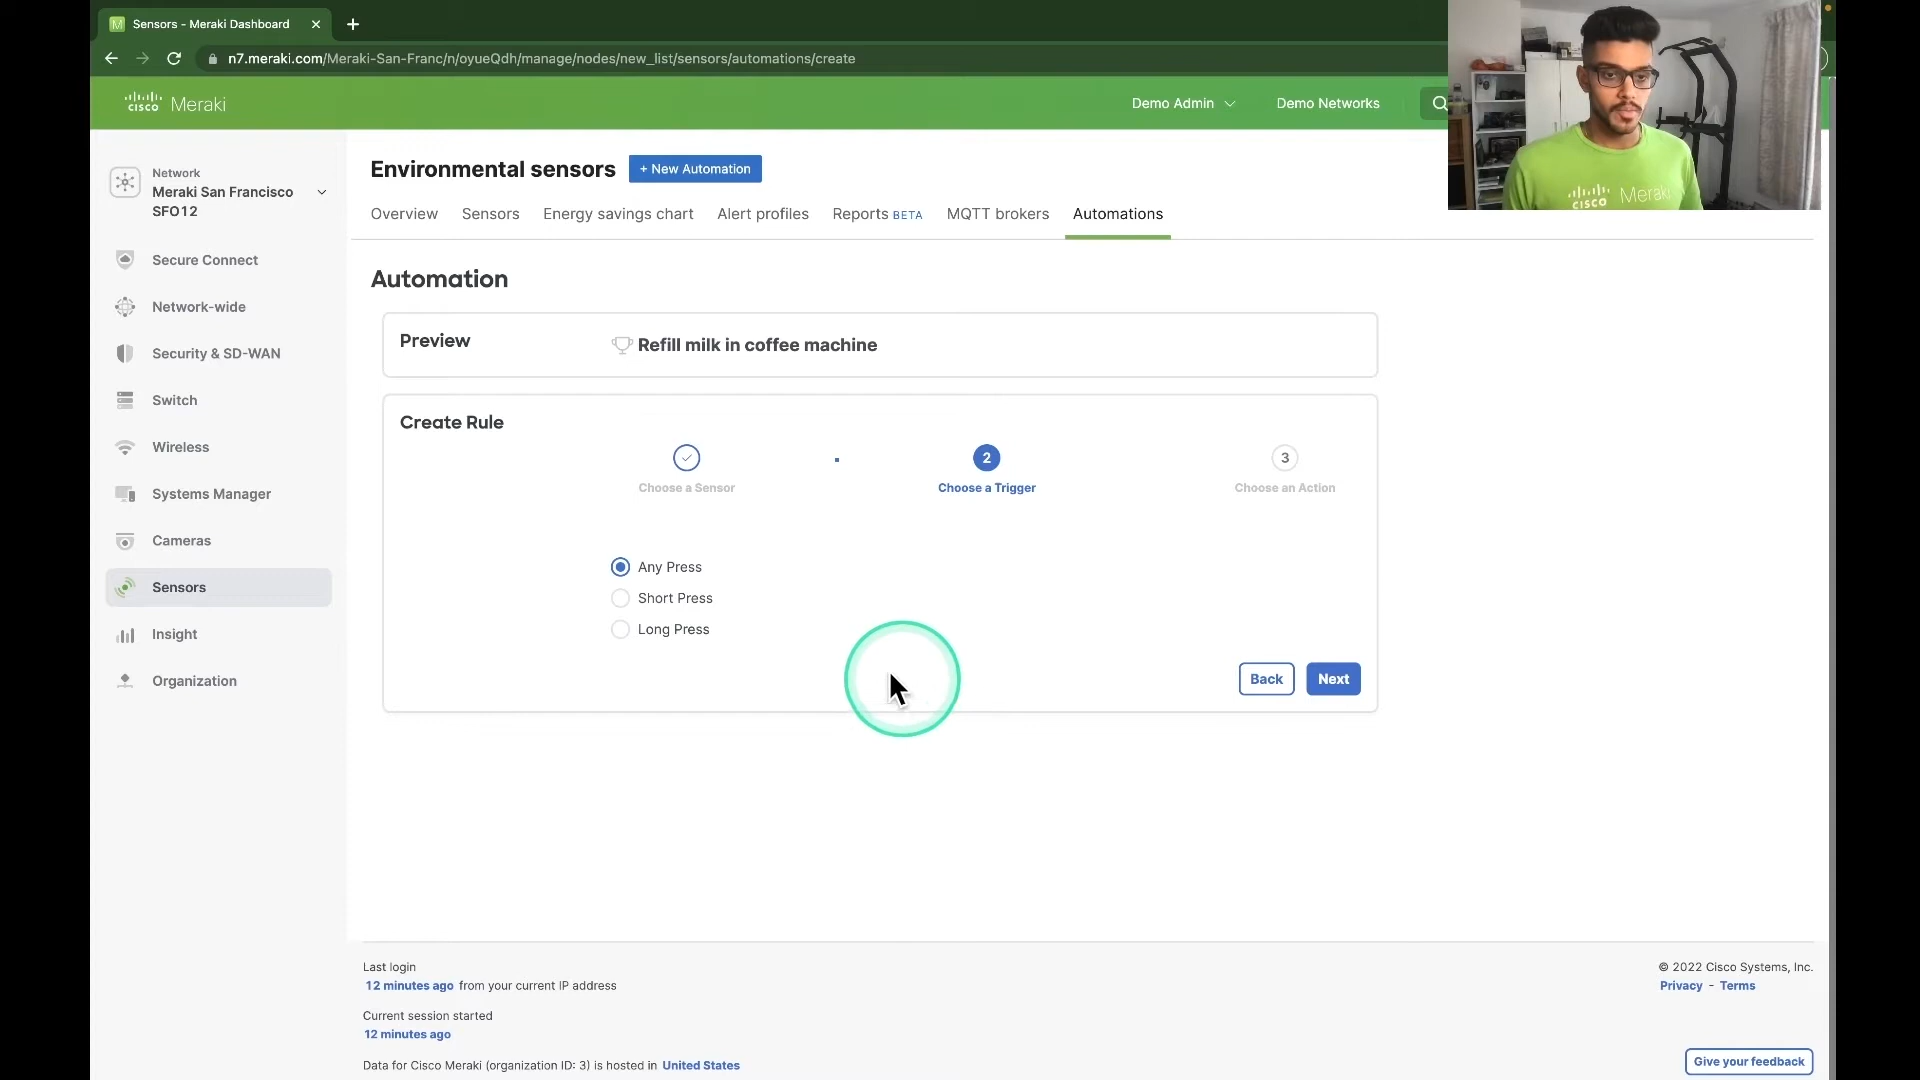 Sensors - Meraki Dashboard
n7.meraki.com/Meraki-San-Franc/n/oyueQdh/manage/nodes/new_list/sensors/automations/create
cisco Meraki
Demo Admin
Demo Networks
cisco Meraki
Network
Meraki San Francisco
SFO12
Secure Connect
Network-wide
Security & SD-WAN
Switch
Wireless
Systems Manager
Cameras
Sensors
Insight
Organization
Environmental sensors
+ New Automation
Overview
Sensors
Energy savings chart
Alert profiles
Reports BETA
MQTT brokers
Automations
Automation
Preview
Refill milk in coffee machine
Create Rule
Choose a Sensor
2
Choose a Trigger
3
Choose an Action
Any Press
Short Press
Long Press
Back
Next
Last login
12 minutes ago from your current IP address
Current session started
12 minutes ago
Data for Cisco Meraki (organization ID: 3) is hosted in United States
© 2022 Cisco Systems, Inc.
Privacy - Terms
Give your feedback